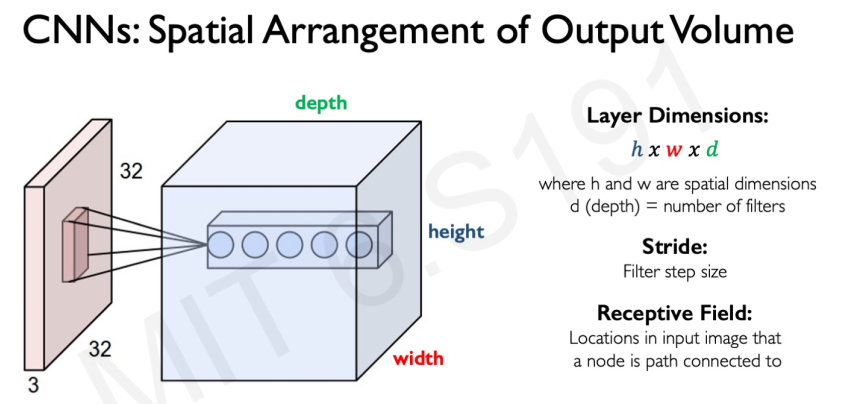 CNNs: Spatial Arrangement of Output Volume
depth
32
height
32
width
3
Layer Dimensions:
h x w x d
where h and w are spatial dimensions
d (depth) = number of filters
Stride:
Filter step size
Receptive Field:
Locations in input image that
a node is path connected to
MIT 6.S191